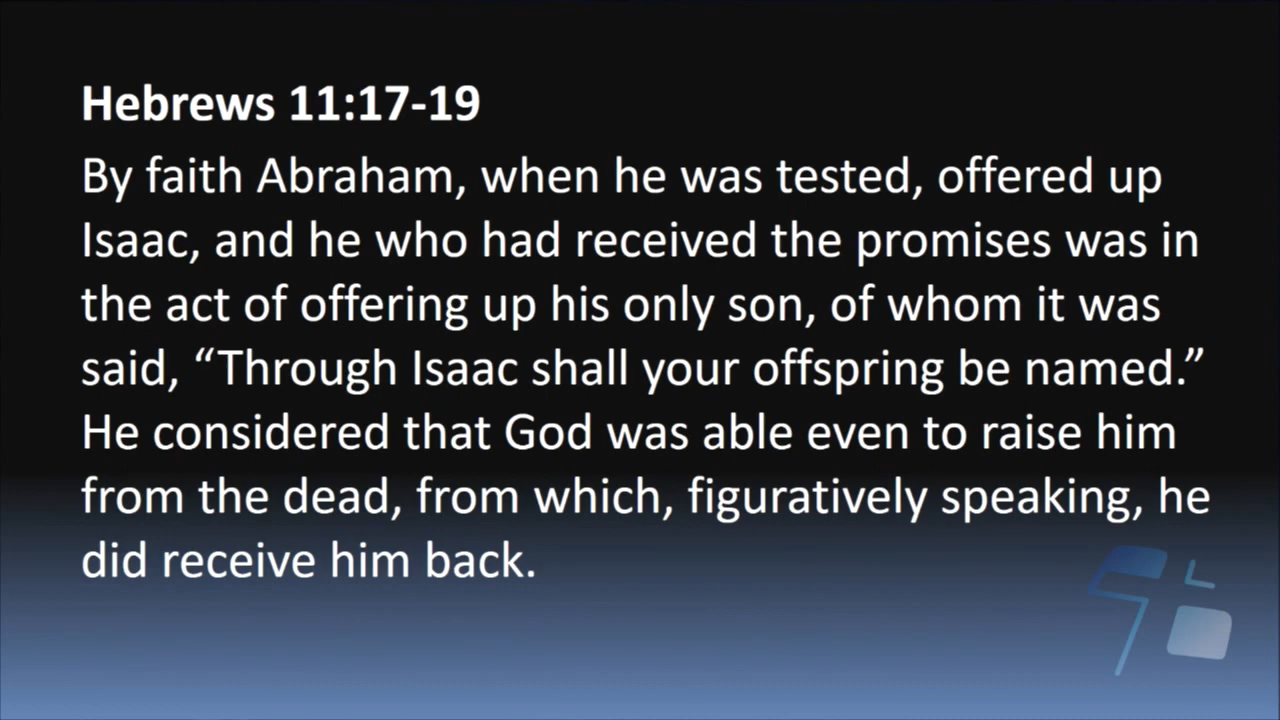 Hebrews 11:17-19
By faith Abraham, when he was tested, offered up
Isaac, and he who had received the promises was in
the act of offering up his only son, of whom it was
said, “Through Isaac shall your offspring be named.”
He considered that God was able even to raise him
from the dead, from which, figuratively speaking, he
did receive him back.